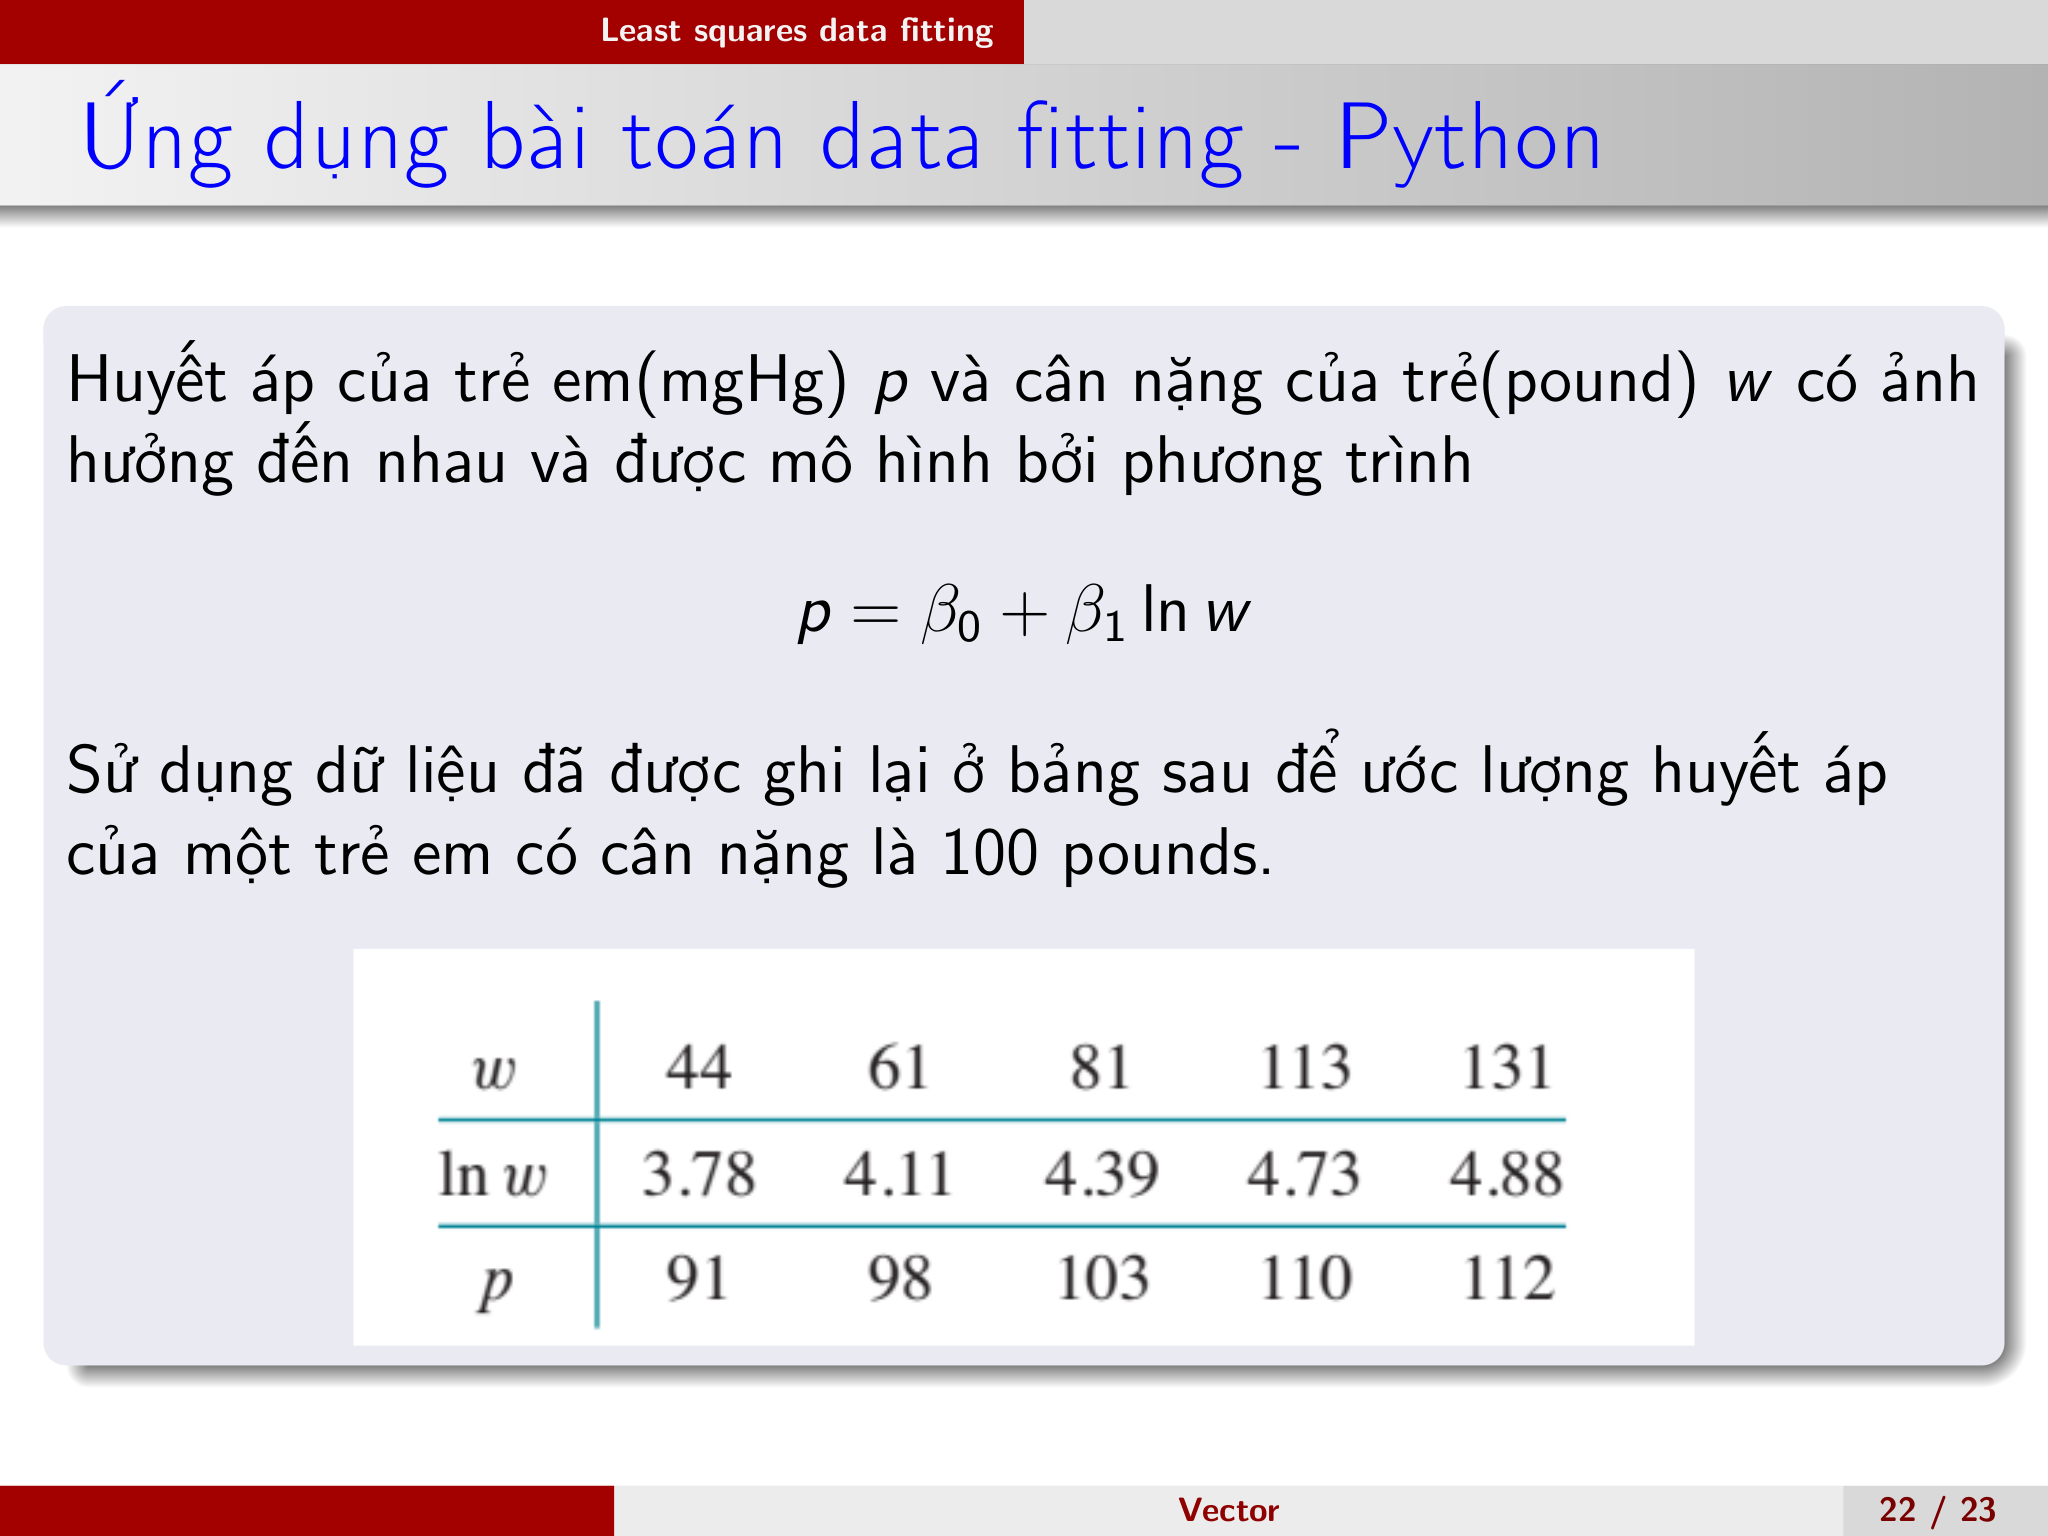 Least squares data fitting
Ứng dụng bài toán data fitting - Python
Huyết áp của trẻ em(mgHg) p và cân nặng của trẻ(pound) w có ảnh
hưởng đến nhau và được mô hình bởi phương trình
p = β₀ + β₁ ln w
Sử dụng dữ liệu đã được ghi lại ở bảng sau để ước lượng huyết áp
của một trẻ em có cân nặng là 100 pounds.
w 44 61 81 113 131
ln w 3.78 4.11 4.39 4.73 4.88
p 91 98 103 110 112
Vector 22 / 23